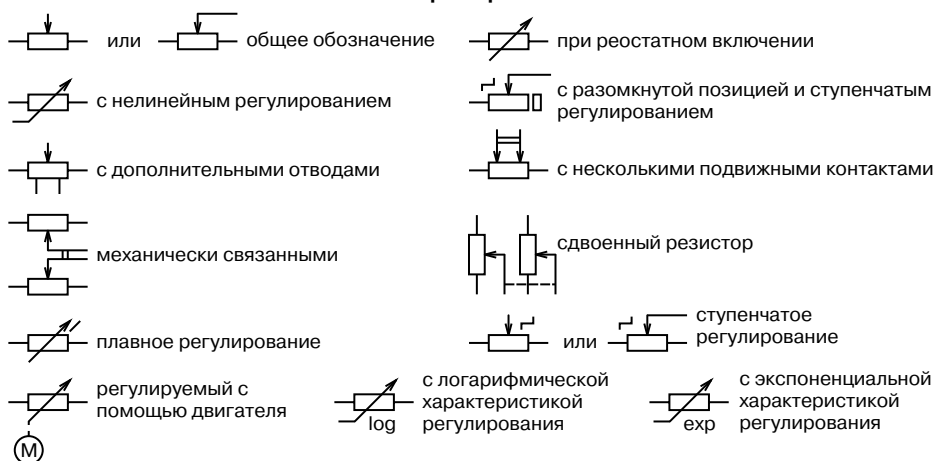 или
общее обозначение
при реостатном включении
с нелинейным регулированием
с разомкнутой позицией и ступенчатым
регулированием
с дополнительными отводами
с несколькими подвижными контактами
механически связанными
сдвоенный резистор
плавное регулирование
или
ступенчатое
регулирование
регулируемый с
помощью двигателя
М
log
с логарифмической
характеристикой
регулирования
exp
с экспоненциальной
характеристикой
регулирования